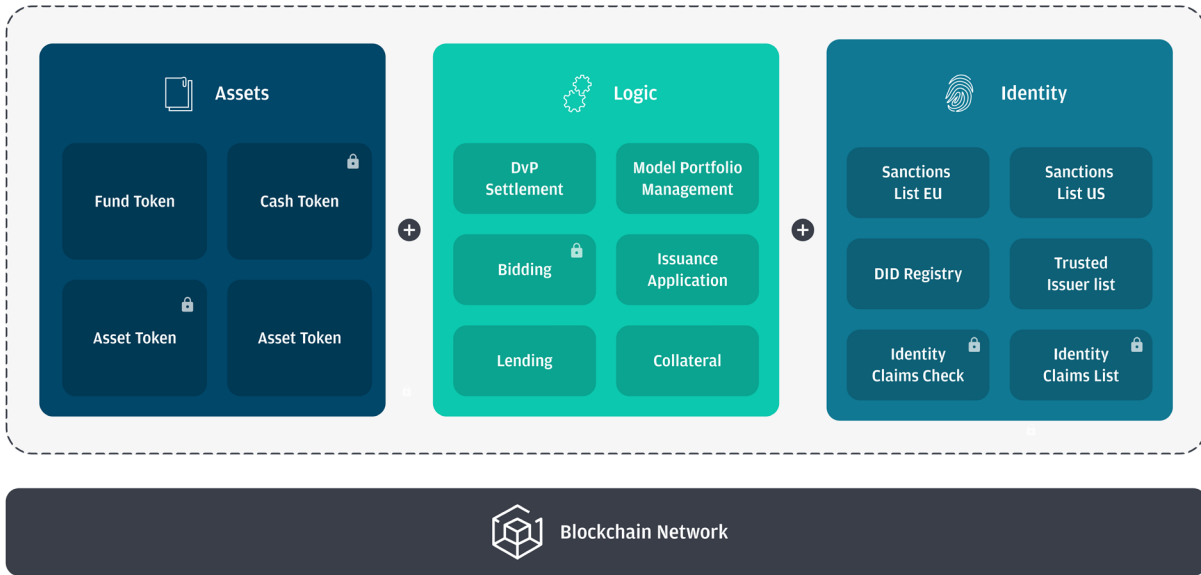 Assets
Fund Token
Cash Token
Asset Token
Asset Token
Logic
DvP
Settlement
Model Portfolio
Management
Bidding
Issuance
Application
Lending
Collateral
Identity
Sanctions
List EU
Sanctions
List US
DID Registry
Trusted
Issuer list
Identity
Claims Check
Identity
Claims List
Blockchain Network